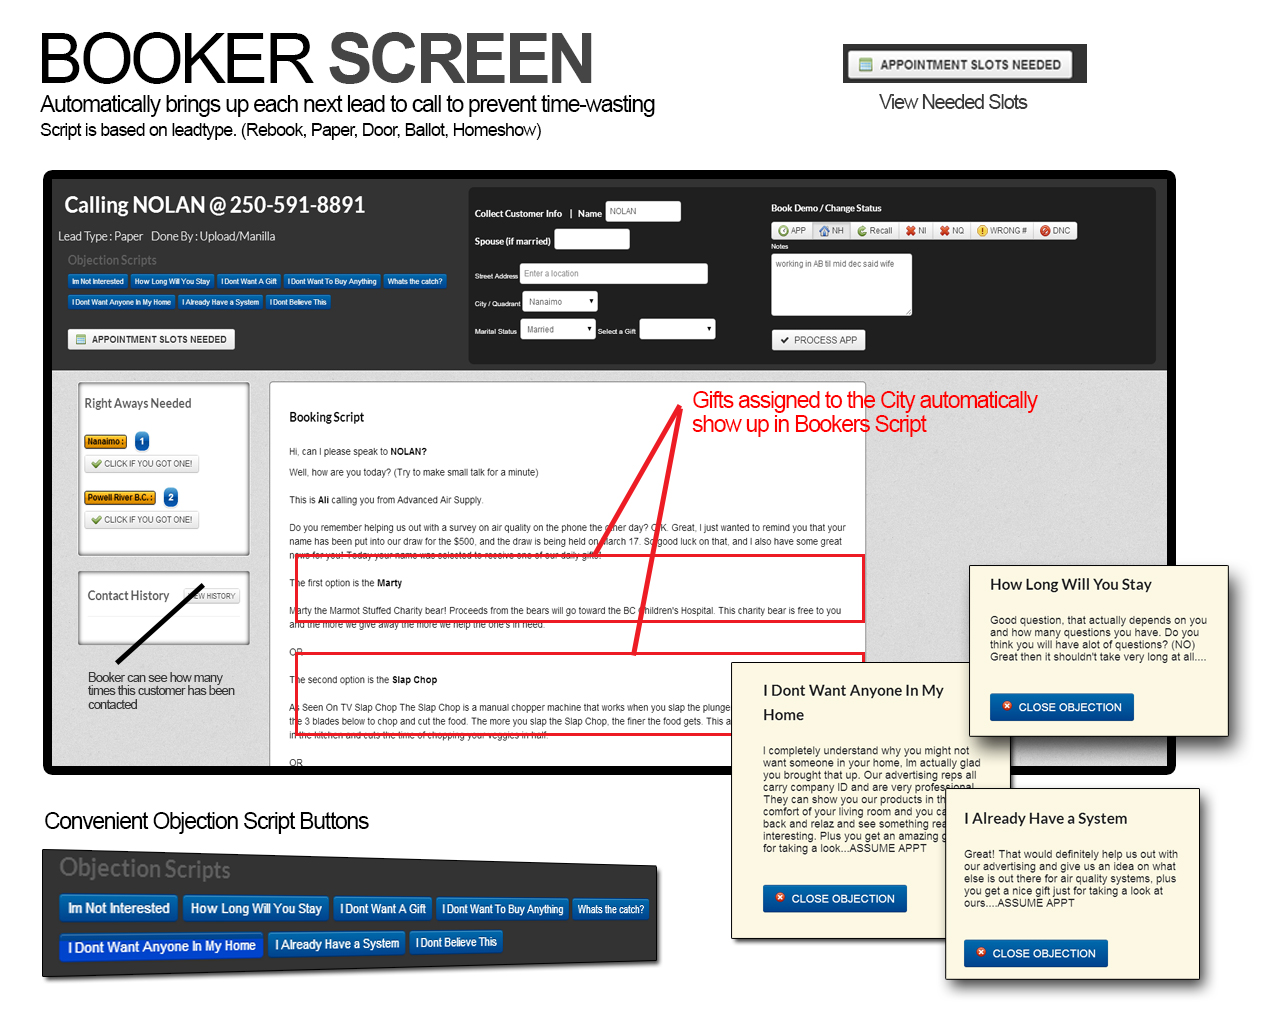 BOOKER SCREEN
Automatically brings up each next lead to call to prevent time-wasting
Script is based on leadtype. (Rebook, Paper, Door, Ballot, Homeshow)
APPOINTMENT SLOTS NEEDED
View Needed Slots
Calling NOLAN @ 250-591-8891
Lead Type : Paper Done By : Upload/Manilla
Objection Scripts
Im Not Interested How Long Will You Stay I Dont Want A Gift I Dont Want To Buy Anything Whats the catch?
I Dont Want Anyone In My Home I Already Have a System I Dont Believe This
APPOINTMENT SLOTS NEEDED
Collect Customer Info | Name NOLAN
Spouse (if married)
Street Address Enter a location
City / Quadrant Nanaimo
Marital Status Married Select a Gift
Book Demo / Change Status
APP NH Recall NI NQ WRONG # DNC
Notes
working in AB til mid dec said wife
PROCESS APP
Right Aways Needed
Nanaimo : 1
CLICK IF YOU GOT ONE!
Powell River B.C. : 2
CLICK IF YOU GOT ONE!
Contact History VIEW HISTORY
Booker can see how many
times this customer has been
contacted
Gifts assigned to the City automatically
show up in Bookers Script
Booking Script
Hi, can I please speak to NOLAN?
Well, how are you today? (Try to make small talk for a minute)
This is Ali calling you from Advanced Air Supply.
Do you remember helping us out with a survey on air quality on the phone the other day? O.K. Great, I just wanted to remind you that your
name has been put into our draw for the $500, and the draw is being held on March 17. So good luck on that, and I also have some great
news for you! Today your name was selected to receive one of our daily gifts!
The first option is the Marty
Marty the Marmot Stuffed Charity bear! Proceeds from the bears will go toward the BC Children's Hospital. This charity bear is free to you
and the more we give away the more we help the one's in need.
OR
The second option is the Slap Chop
As Seen On TV Slap Chop The Slap Chop is a manual chopper machine that works when you slap the plunge
the 3 blades below to chop and cut the food. The more you slap the Slap Chop, the finer the food gets. This a
in the kitchen and cuts the time of chopping your veggies in half.
OR
How Long Will You Stay
Good question, that actually depends on you
and how many questions you have. Do you
think you will have alot of questions? (NO)
Great then it shouldn't take very long at all....
CLOSE OBJECTION
I Dont Want Anyone In My
Home
I completely understand why you might not
want someone in your home, Im actually glad
you brought that up. Our advertising reps all
carry company ID and are very professional.
They can show you our products in th
comfort of your living room and you ca
back and relaz and see something rea
interesting. Plus you get an amazing g
for taking a look...ASSUME APPT
CLOSE OBJECTION
I Already Have a System
Great! That would definitely help us out with
our advertising and give us an idea on what
else is out there for air quality systems, plus
you get a nice gift just for taking a look at
ours....ASSUME APPT
CLOSE OBJECTION
Convenient Objection Script Buttons
Objection Scripts
Im Not Interested How Long Will You Stay I Dont Want A Gift I Dont Want To Buy Anything Whats the catch?
I Dont Want Anyone In My Home I Already Have a System I Dont Believe This